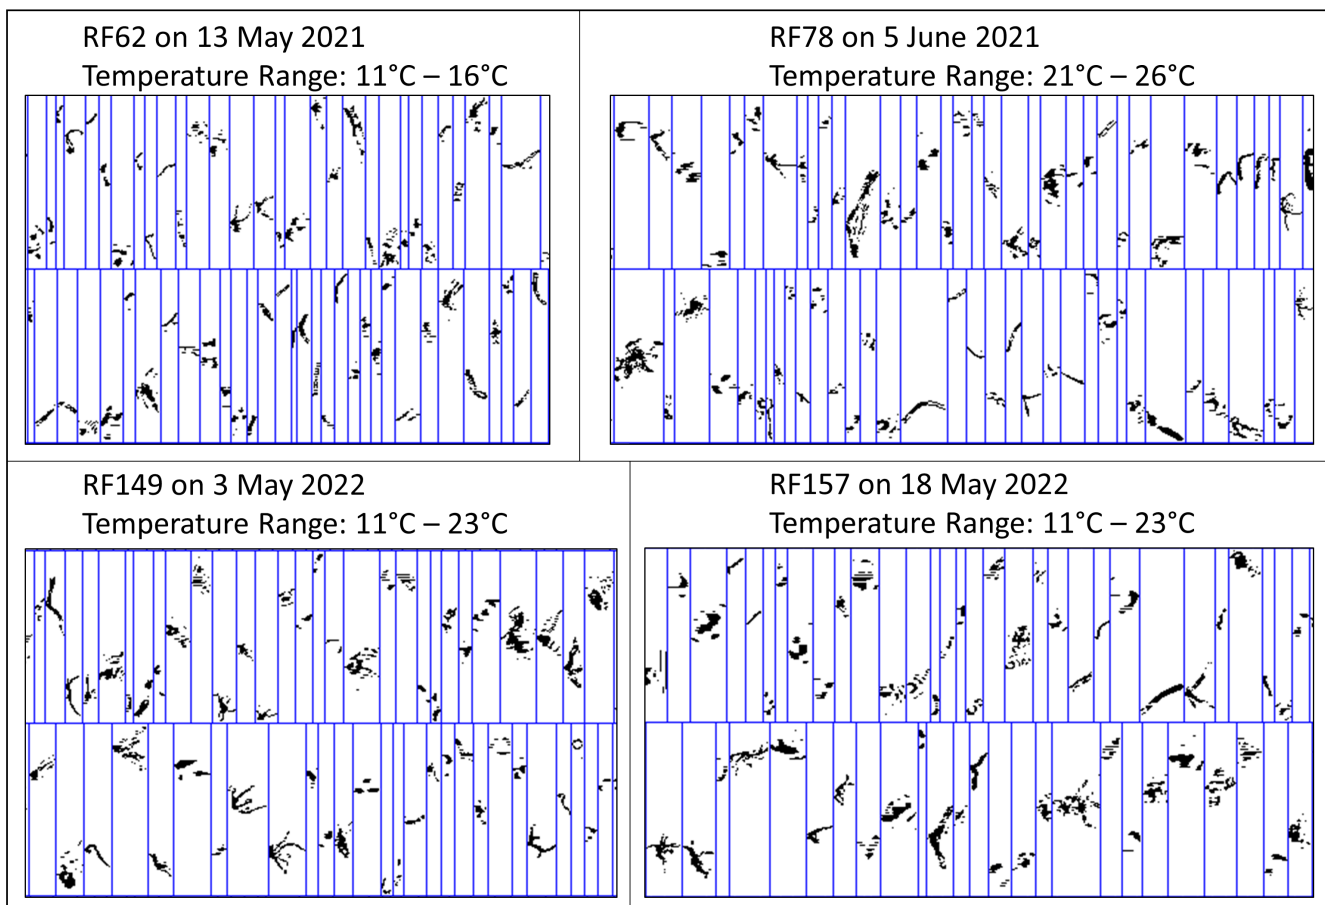 RF62 on 13 May 2021
Temperature Range: 11°C – 16°C
RF78 on 5 June 2021
Temperature Range: 21°C – 26°C
RF149 on 3 May 2022
Temperature Range: 11°C – 23°C
RF157 on 18 May 2022
Temperature Range: 11°C – 23°C